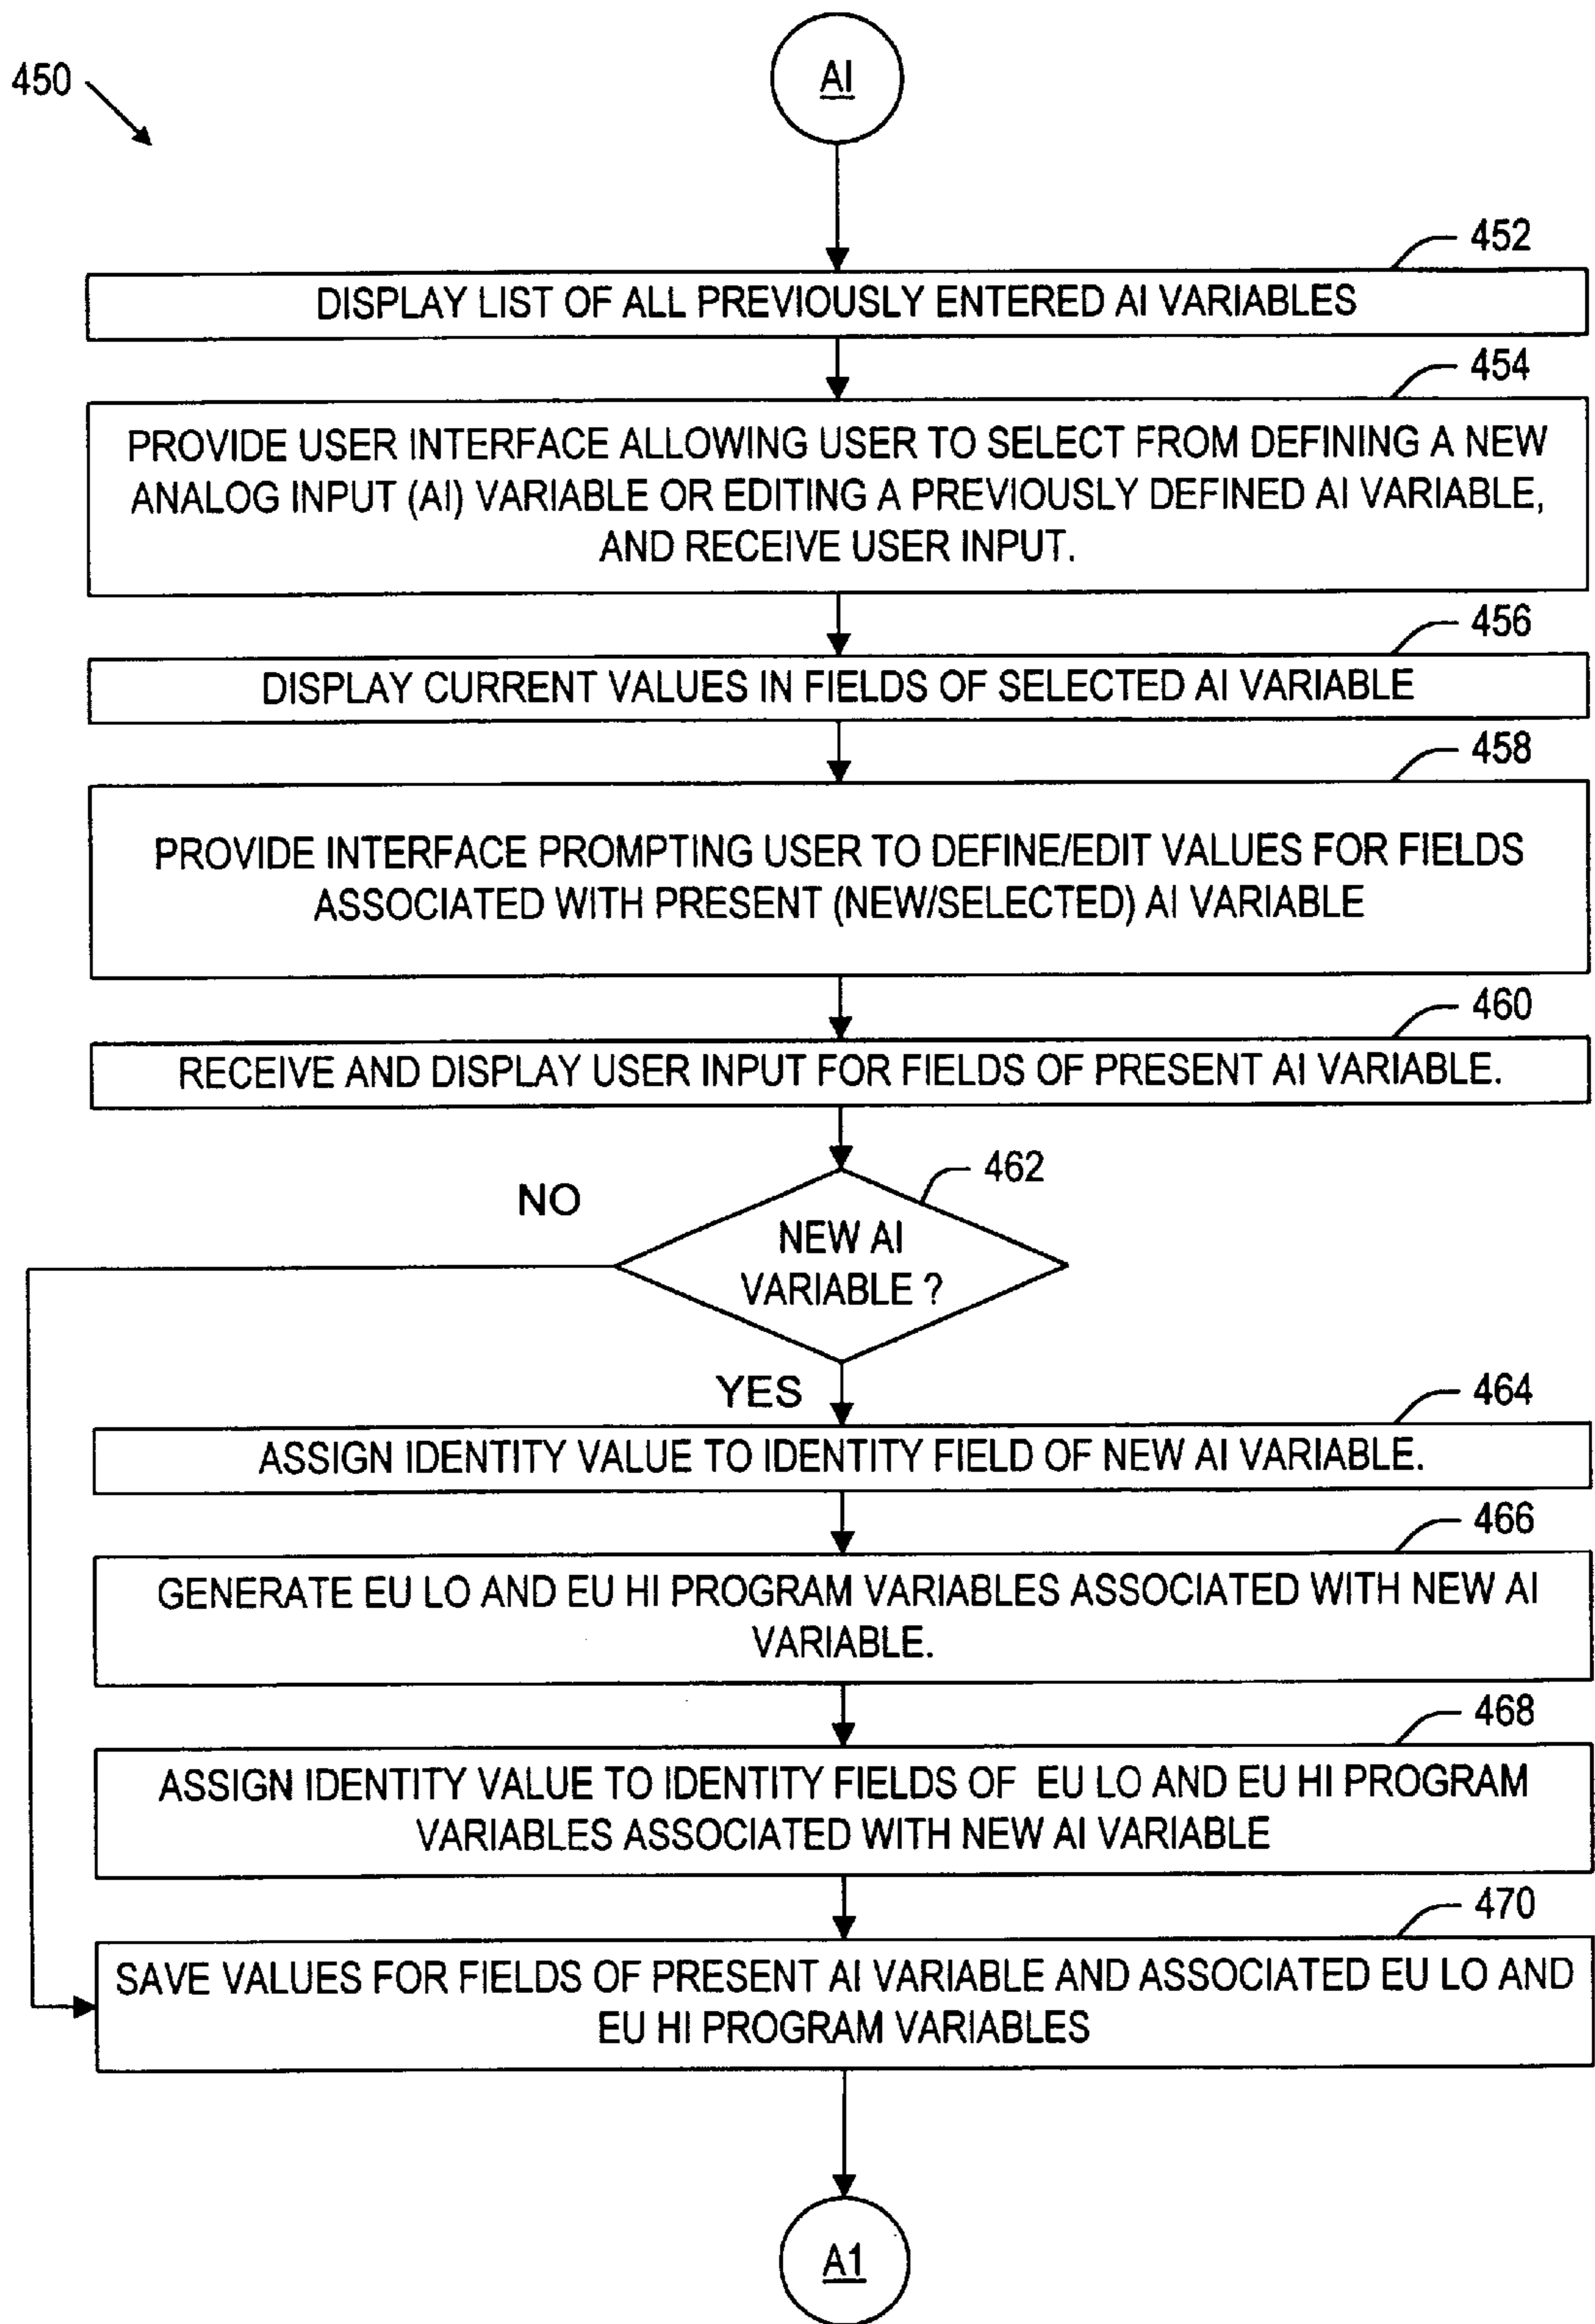 AI
450
452
DISPLAY LIST OF ALL PREVIOUSLY ENTERED AI VARIABLES
454
PROVIDE USER INTERFACE ALLOWING USER TO SELECT FROM DEFINING A NEW
ANALOG INPUT (AI) VARIABLE OR EDITING A PREVIOUSLY DEFINED AI VARIABLE,
AND RECEIVE USER INPUT.
456
DISPLAY CURRENT VALUES IN FIELDS OF SELECTED AI VARIABLE
458
PROVIDE INTERFACE PROMPTING USER TO DEFINE/EDIT VALUES FOR FIELDS
ASSOCIATED WITH PRESENT (NEW/SELECTED) AI VARIABLE
460
RECEIVE AND DISPLAY USER INPUT FOR FIELDS OF PRESENT AI VARIABLE.
462
NO
NEW AI
VARIABLE ?
YES
464
ASSIGN IDENTITY VALUE TO IDENTITY FIELD OF NEW AI VARIABLE.
466
GENERATE EU LO AND EU HI PROGRAM VARIABLES ASSOCIATED WITH NEW AI
VARIABLE.
468
ASSIGN IDENTITY VALUE TO IDENTITY FIELDS OF EU LO AND EU HI PROGRAM
VARIABLES ASSOCIATED WITH NEW AI VARIABLE
470
SAVE VALUES FOR FIELDS OF PRESENT AI VARIABLE AND ASSOCIATED EU LO AND
EU HI PROGRAM VARIABLES
A1